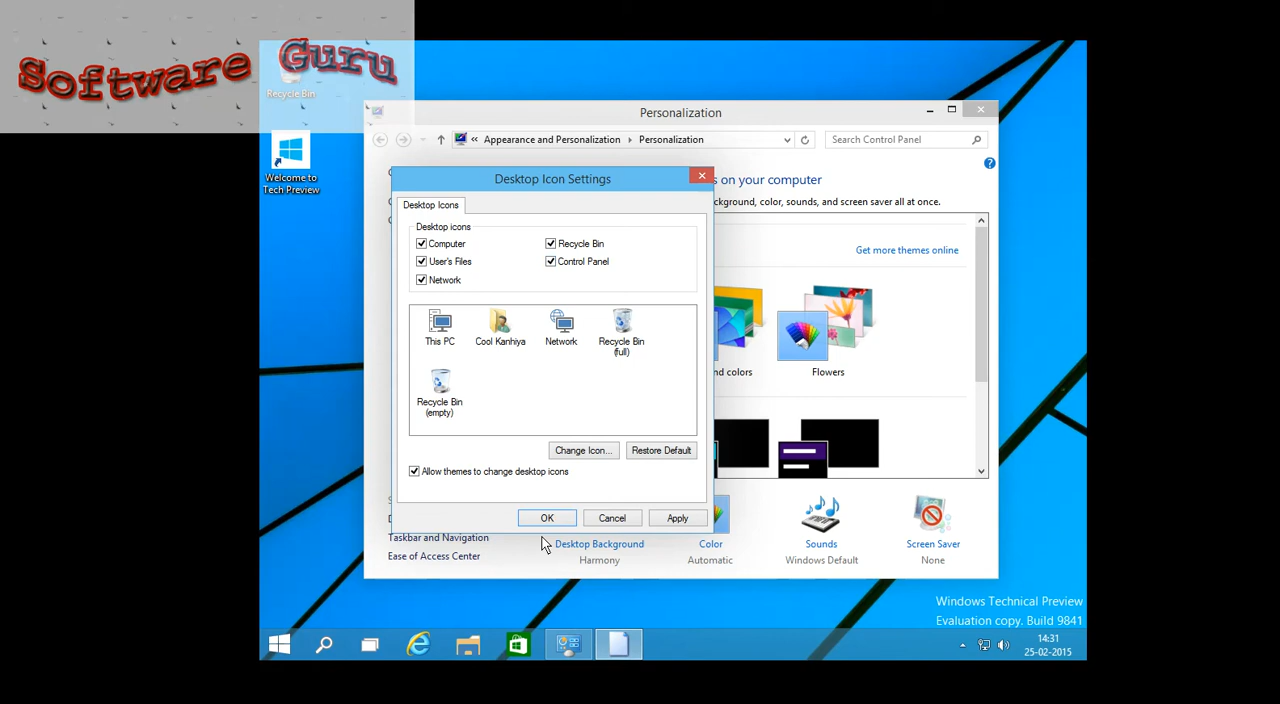 Software Guru
Recycle Bin
Welcome to
Tech Preview
Personalization
« Appearance and Personalization Personalization
Search Control Panel
s on your computer
ckground, color, sounds, and screen saver all at once.
Get more themes online
nd colors
Flowers
Desktop Icon Settings
Desktop Icons
Desktop icons
Computer
Recycle Bin
User's Files
Control Panel
Network
This PC
Cool Kanhiya
Network
Recycle Bin
(full)
Recycle Bin
(empty)
Change Icon...
Restore Default
Allow themes to change desktop icons
OK
Cancel
Apply
Taskbar and Navigation
Ease of Access Center
Desktop Background
Harmony
Color
Automatic
Sounds
Windows Default
Screen Saver
None
Windows Technical Preview
Evaluation copy. Build 9841
14:31
25-02-2015